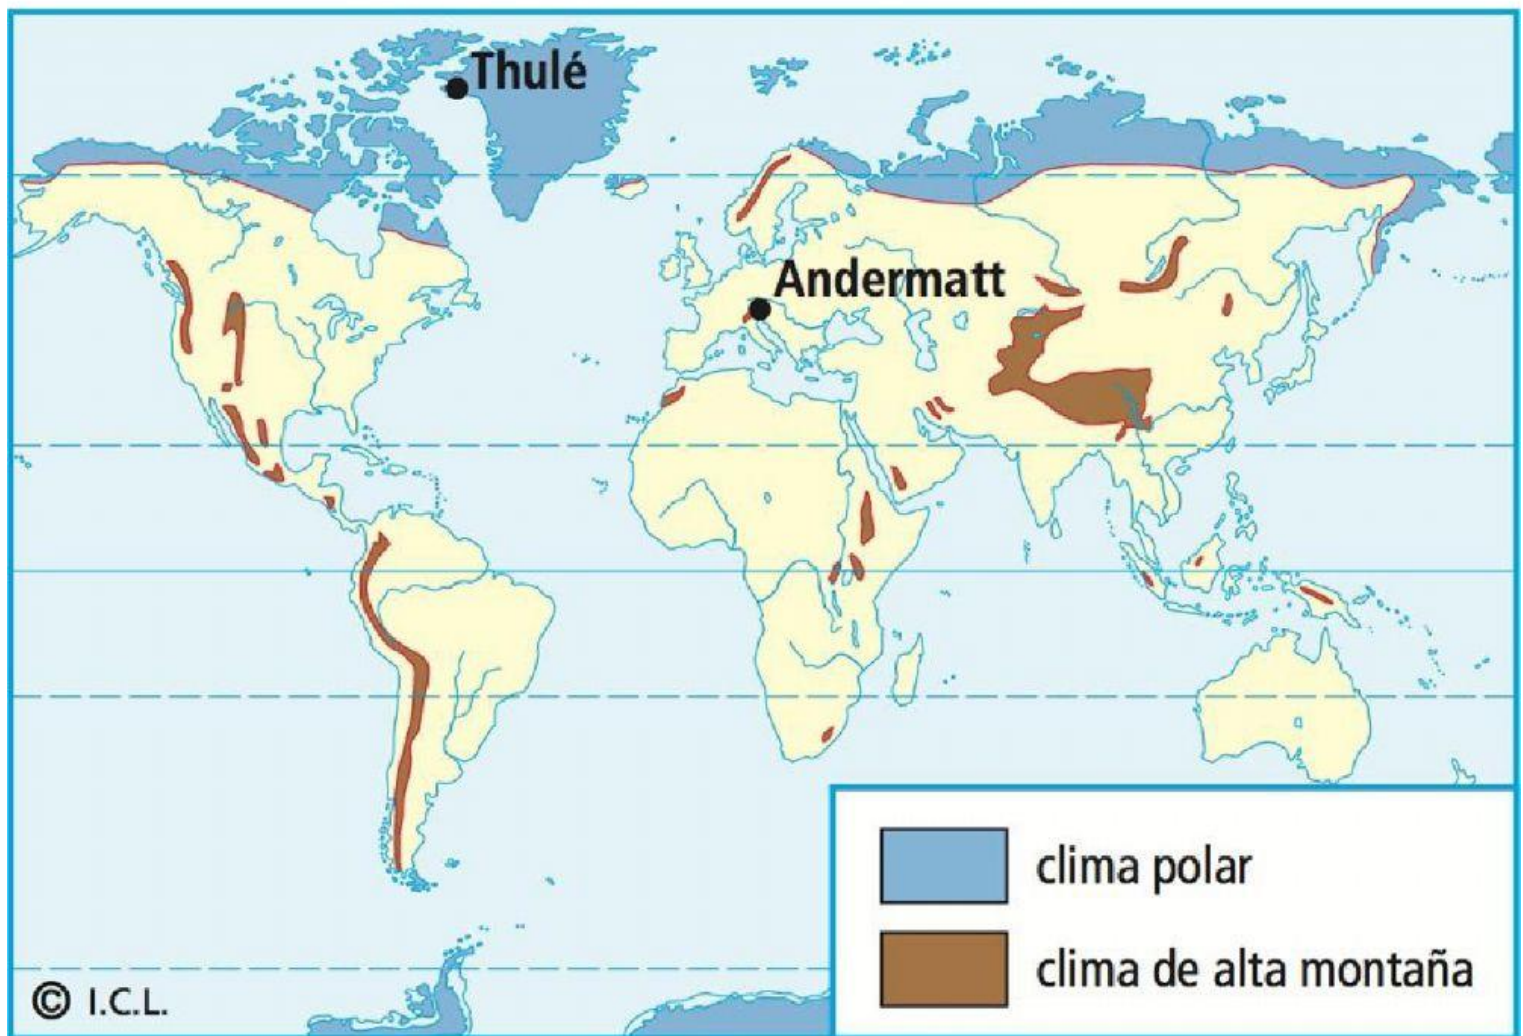 Thulé
Andermatt
clima polar
clima de alta montaña
© I.C.L.